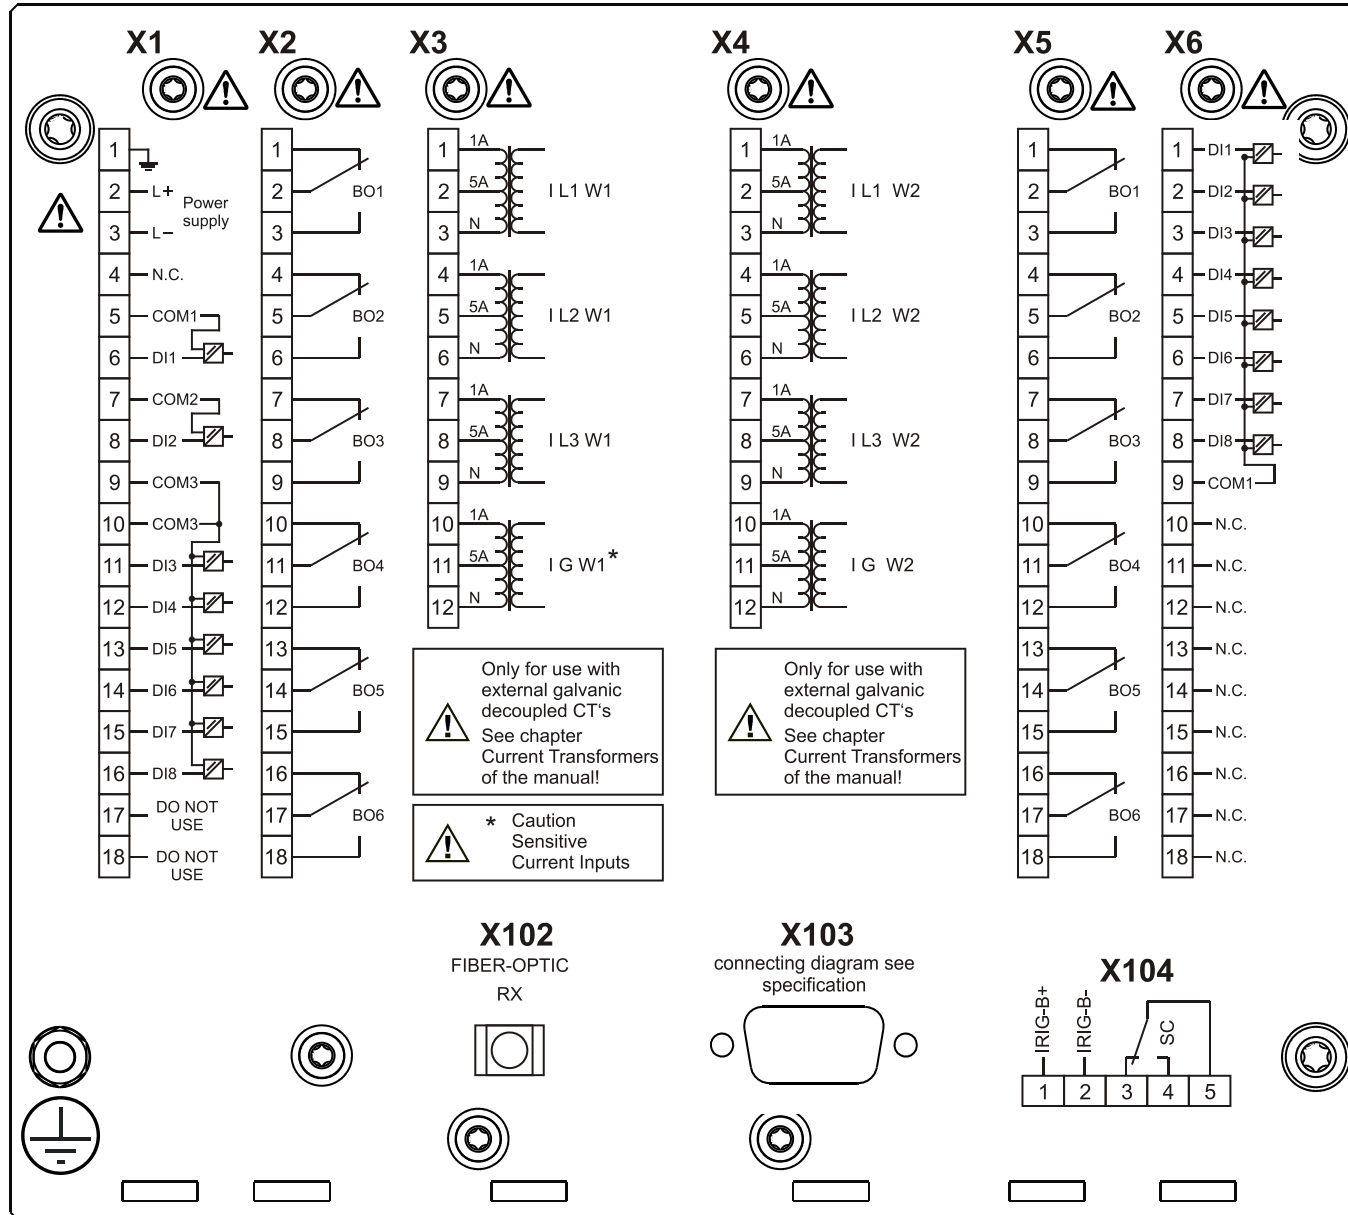 X1
1
2 L+ Power
supply
3 L–
4 N.C.
5 COM1
6 DI1
7 COM2
8 DI2
9 COM3
10 COM3
11 DI3
12 DI4
13 DI5
14 DI6
15 DI7
16 DI8
17 DO NOT
USE
18 DO NOT
USE
X2
1
2 BO1
3
4
5 BO2
6
7
8 BO3
9
10
11 BO4
12
13
14 BO5
15
16
17 BO6
18
X3
1 1A
2 5A I L1 W1
3 N
4 1A
5 5A I L2 W1
6 N
7 1A
8 5A I L3 W1
9 N
10 1A
11 5A I G W1*
12 N
Only for use with
external galvanic
decoupled CT's
See chapter
Current Transformers
of the manual!
* Caution
Sensitive
Current Inputs
X4
1 1A
2 5A I L1 W2
3 N
4 1A
5 5A I L2 W2
6 N
7 1A
8 5A I L3 W2
9 N
10 1A
11 5A I G W2
12 N
Only for use with
external galvanic
decoupled CT's
See chapter
Current Transformers
of the manual!
X5
1
2 BO1
3
4
5 BO2
6
7
8 BO3
9
10
11 BO4
12
13
14 BO5
15
16
17 BO6
18
X6
1 DI1
2 DI2
3 DI3
4 DI4
5 DI5
6 DI6
7 DI7
8 DI8
9 COM1
10 N.C.
11 N.C.
12 N.C.
13 N.C.
14 N.C.
15 N.C.
16 N.C.
17 N.C.
18 N.C.
X102
FIBER-OPTIC
RX
X103
connecting diagram see
specification
X104
IRIG-B+
IRIG-B-
SC
1 2 3 4 5